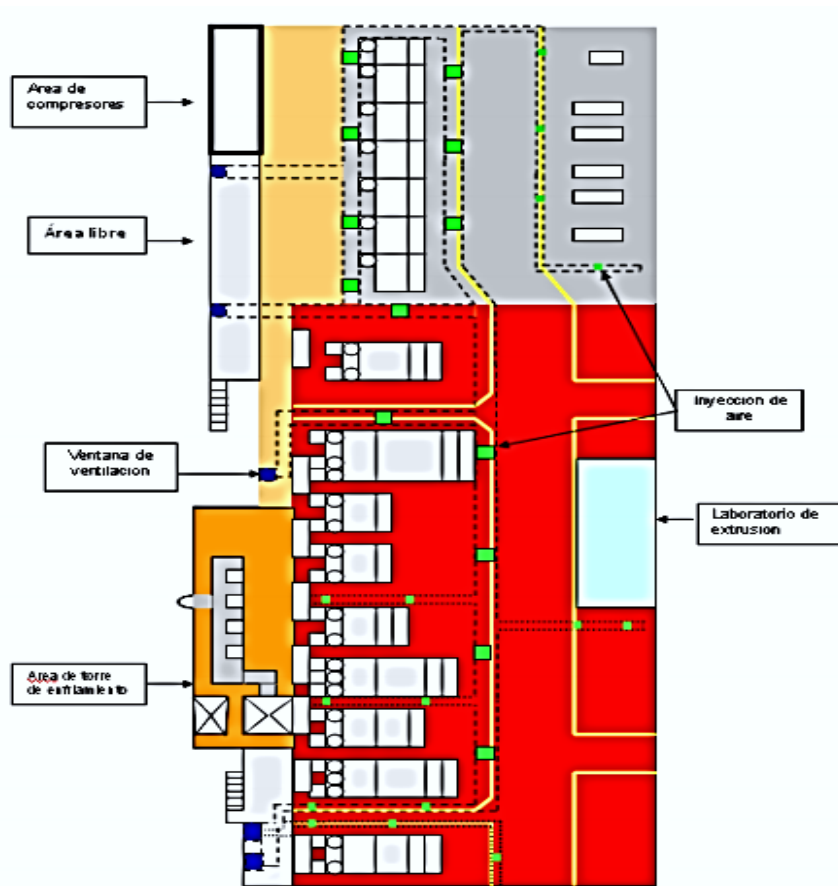 Area de
compresores
Área libre
Inyeccion de
aire
Ventana de
ventilacion
Laboratorio de
extrusion
Area de torre
de enfriamiento